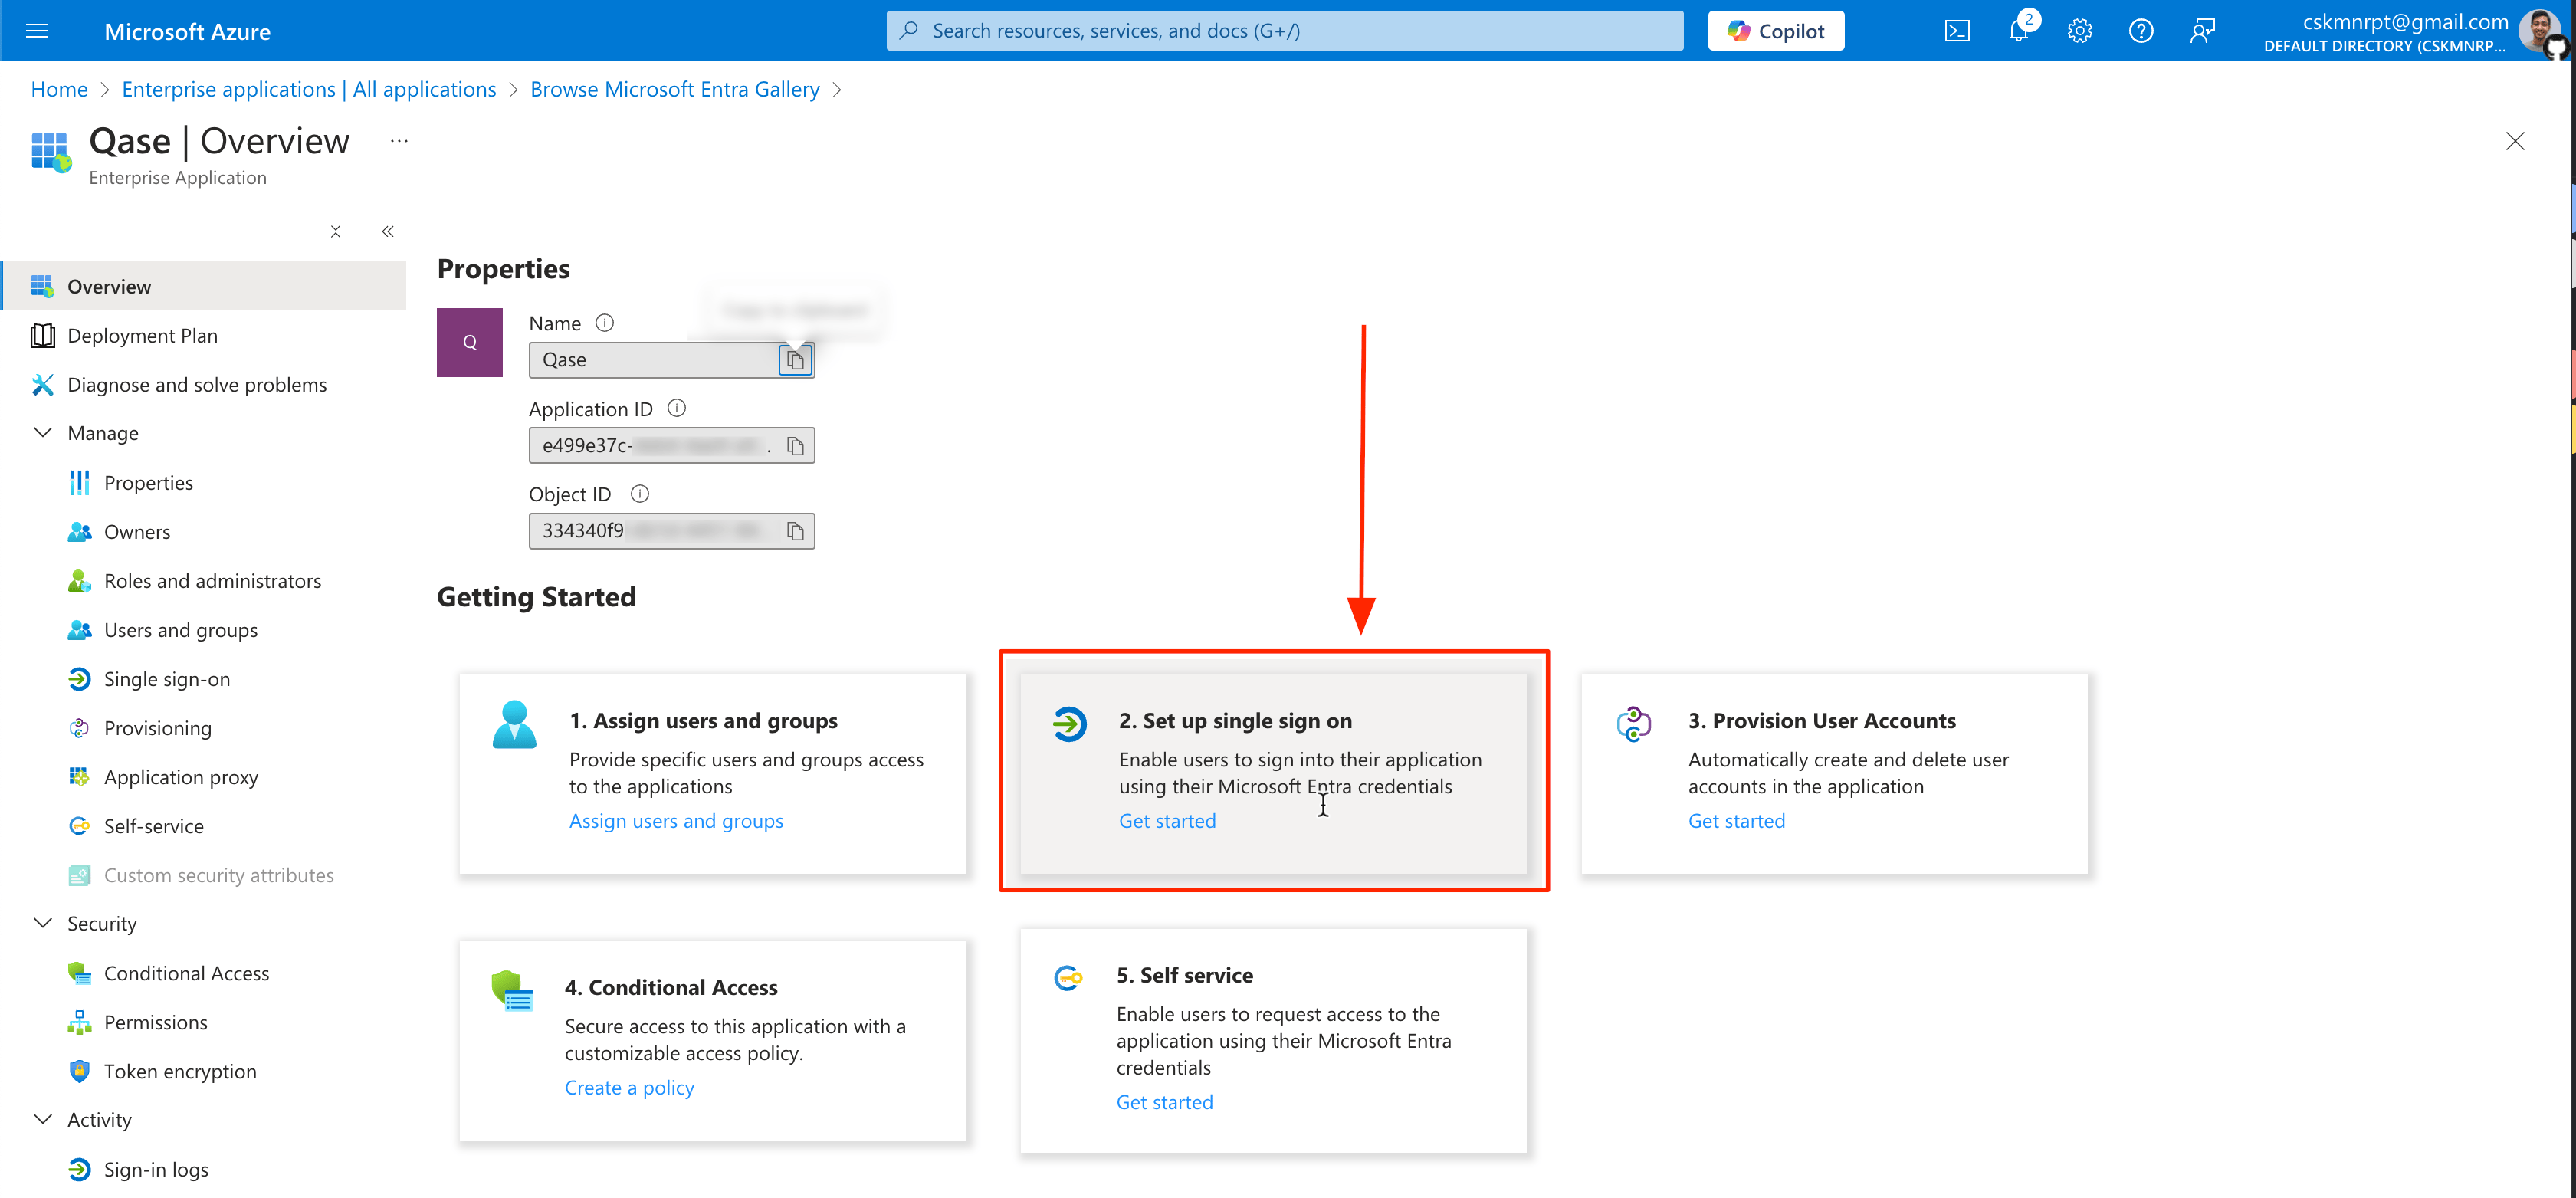 Microsoft Azure
Search resources, services, and docs (G+/)
Copilot
2
cskmnrpt@gmail.com
DEFAULT DIRECTORY (CSKMNRP...
Home > Enterprise applications | All applications > Browse Microsoft Entra Gallery >
Qase | Overview ...
Enterprise Application
Overview
Deployment Plan
Diagnose and solve problems
Manage
Properties
Owners
Roles and administrators
Users and groups
Single sign-on
Provisioning
Application proxy
Self-service
Custom security attributes
Security
Conditional Access
Permissions
Token encryption
Activity
Sign-in logs
Properties
Q
Name
Qase
Application ID
e499e37c-
Object ID
334340f9
Getting Started
1. Assign users and groups
Provide specific users and groups access
to the applications
Assign users and groups
2. Set up single sign on
Enable users to sign into their application
using their Microsoft Entra credentials
Get started
3. Provision User Accounts
Automatically create and delete user
accounts in the application
Get started
4. Conditional Access
Secure access to this application with a
customizable access policy.
Create a policy
5. Self service
Enable users to request access to the
application using their Microsoft Entra
credentials
Get started